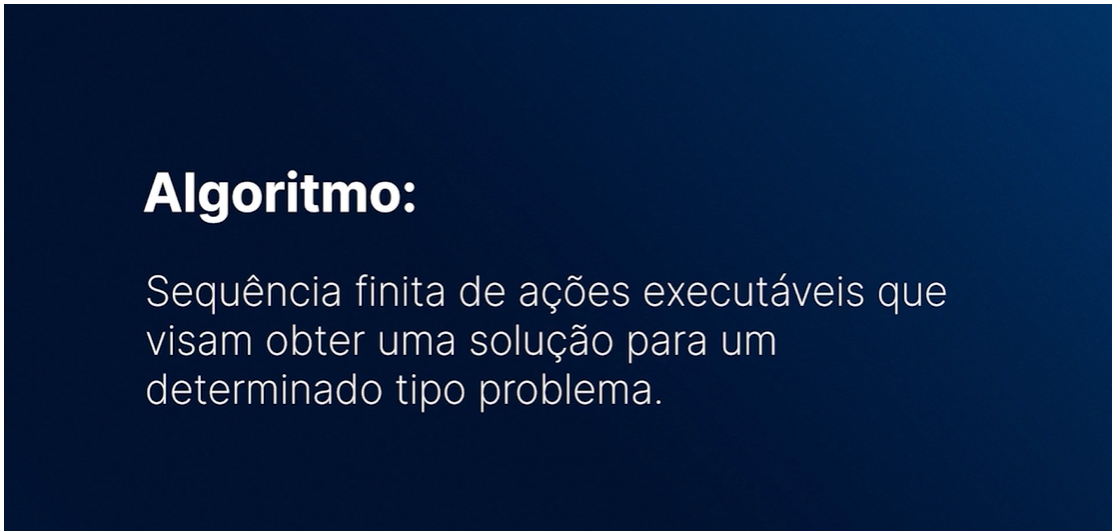 Algoritmo:
Sequência finita de ações executáveis que
visam obter uma solução para um
determinado tipo problema.